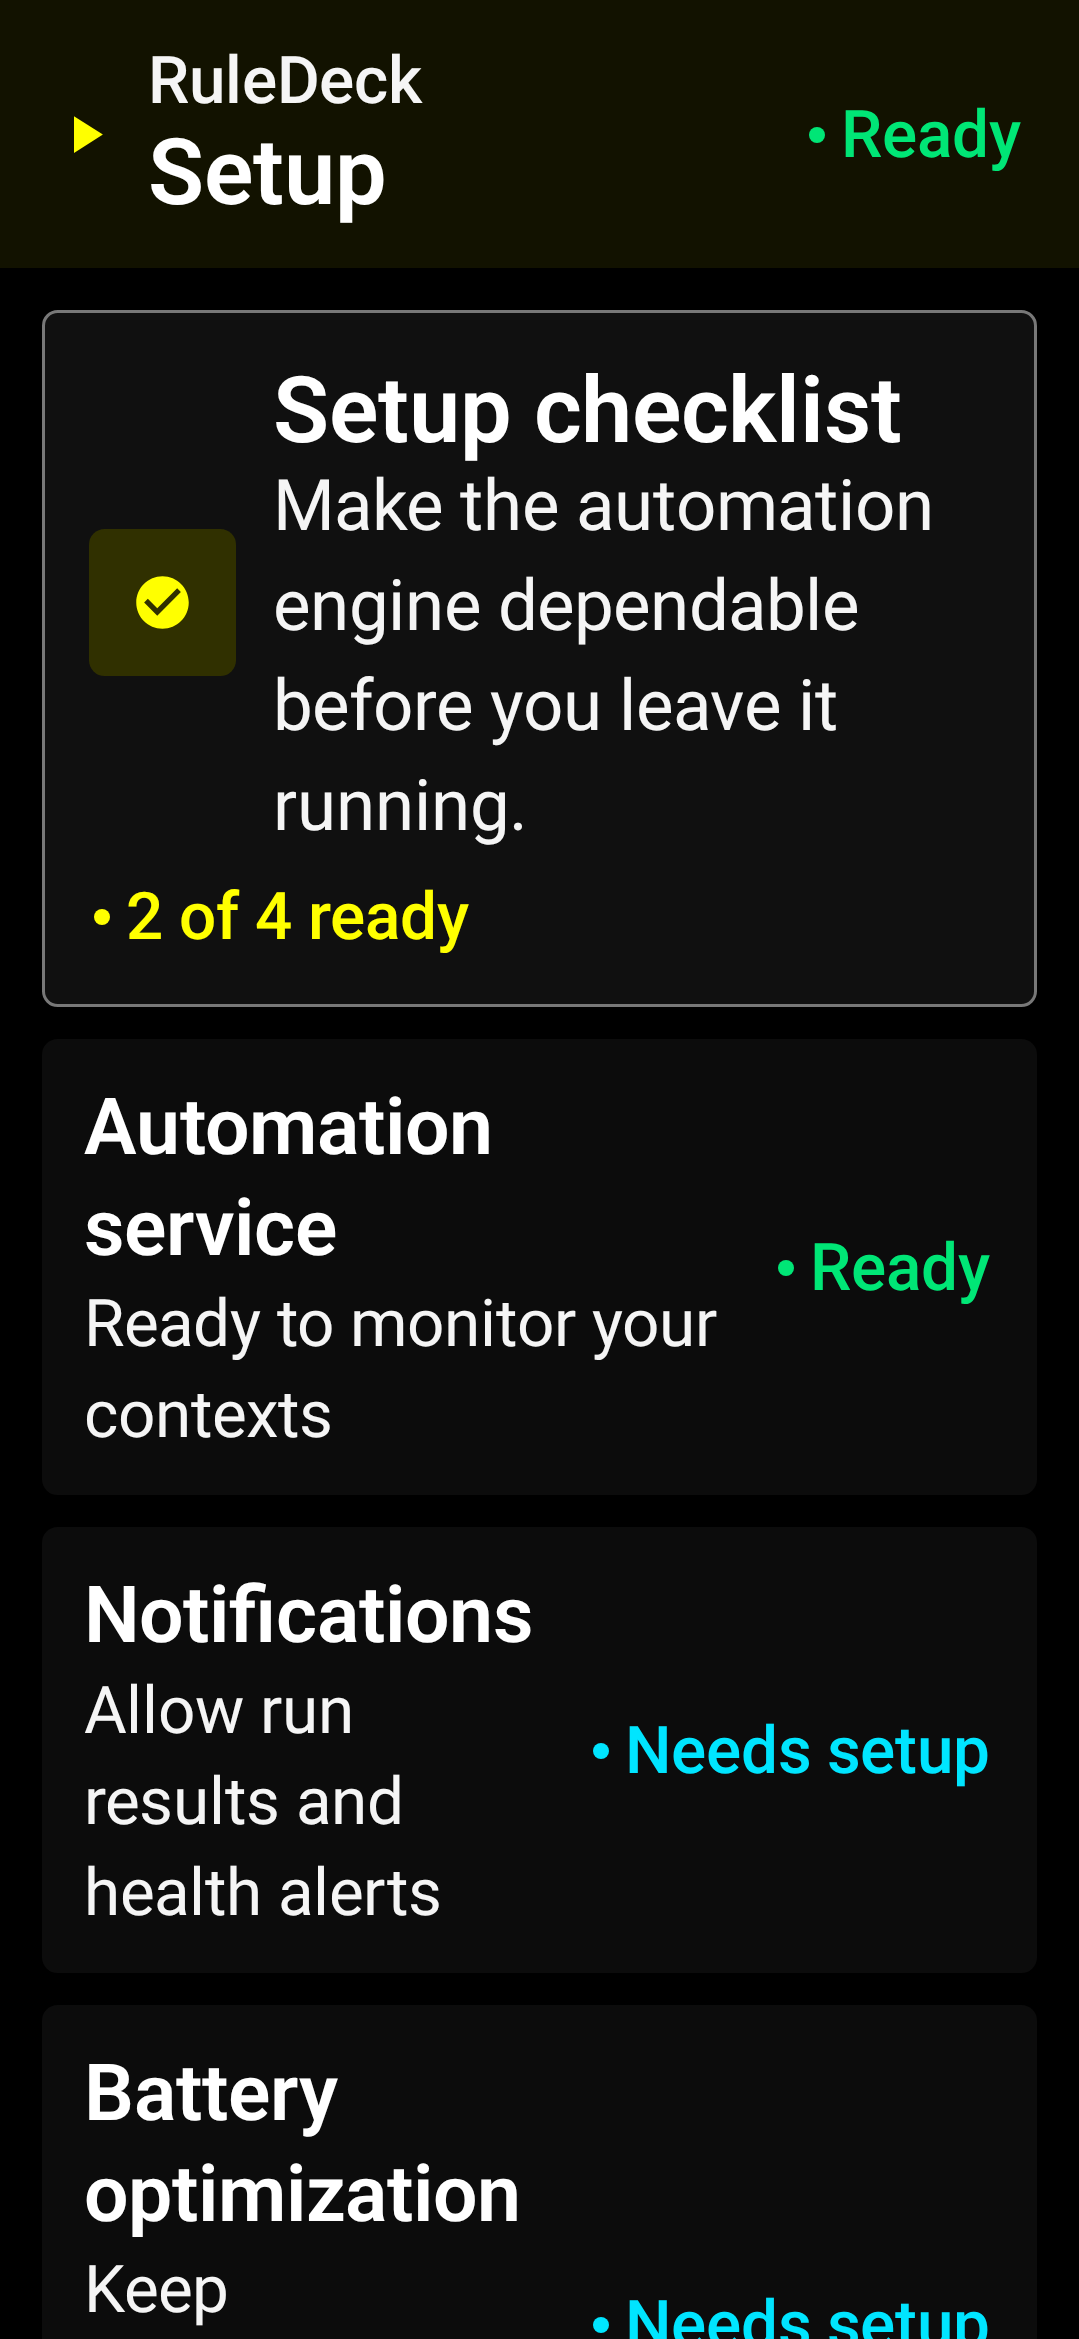 RuleDeck
Setup
• Ready
Setup checklist
Make the automation
engine dependable
before you leave it
running.
• 2 of 4 ready
Automation
service
Ready to monitor your
contexts
• Ready
Notifications
Allow run
results and
health alerts
• Needs setup
Battery
optimization
Keep
• Needs setup